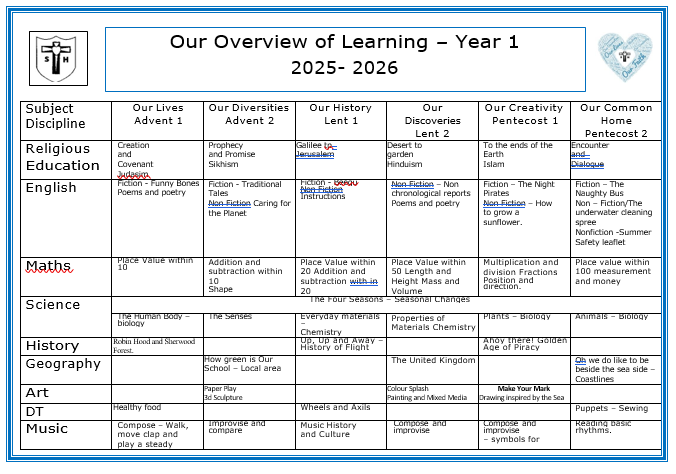 Our Overview of Learning – Year 1
2025- 2026
S H
Our Lives
Our Faith
Subject
Discipline
Our Lives
Advent 1
Our Diversities
Advent 2
Our History
Lent 1
Our
Discoveries
Lent 2
Our Creativity
Pentecost 1
Our Common
Home
Pentecost 2
Religious
Education
Creation
and
Covenant
Judasim
Prophecy
and Promise
Sikhism
Galilee to
Jerusalem
Desert to
garden
Hinduism
To the ends of the
Earth
Islam
Encounter
and
Dialogue
English
Fiction - Funny Bones
Poems and poetry
Fiction - Traditional
Tales
Non Fiction Caring for
the Planet
Fiction - Beegu
Non Fiction
Instructions
Non Fiction – Non
chronological reports
Poems and poetry
Fiction – The Night
Pirates
Non Fiction – How
to grow a
sunflower.
Fiction – The
Naughty Bus
Non – Fiction/The
underwater cleaning
spree
Nonfiction -Summer
Safety leaflet
Maths
Place Value within
10
Addition and
subtraction within
10
Shape
Place Value within
20 Addition and
subtraction with in
20
Place Value within
50 Length and
Height Mass and
Volume
Multiplication and
division Fractions
Position and
direction.
Place value within
100 measurement
and money
Science
The Four Seasons – Seasonal Changes
The Human Body –
biology
The Senses
Everyday materials
–
Chemistry
Properties of
Materials Chemistry
Plants – Biology
Animals – Biology
History
Robin Hood and Sherwood
Forest.
Up, Up and Away –
History of Flight
Ahoy there! Golden
Age of Piracy
Geography
How green is Our
School – Local area
The United Kingdom
Oh we do like to be
beside the sea side –
Coastlines
Art
Paper Play
3d Sculpture
Colour Splash
Painting and Mixed Media
Make Your Mark
Drawing inspired by the Sea
DT
Healthy food
Wheels and Axils
Puppets – Sewing
Music
Compose – Walk,
move clap and
play a steady
Improvise and
compare
Music History
and Culture
Compose and
improvise
Compose and
improvise
– symbols for
Reading basic
rhythms.